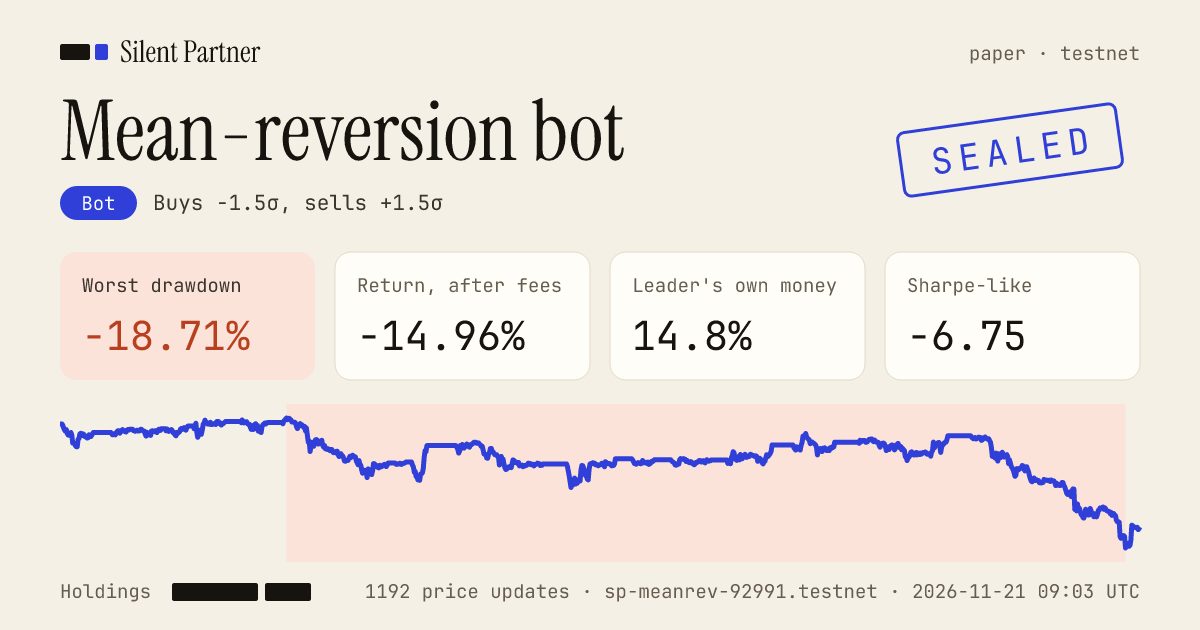 Silent Partner
paper · testnet
Mean-reversion bot
SEALED
Bot
Buys -1.5σ, sells +1.5σ
Worst drawdown
-18.71%
Return, after fees
-14.96%
Leader's own money
14.8%
Sharpe-like
-6.75
Holdings
1192 price updates · sp-meanrev-92991.testnet · 2026-11-21 09:03 UTC